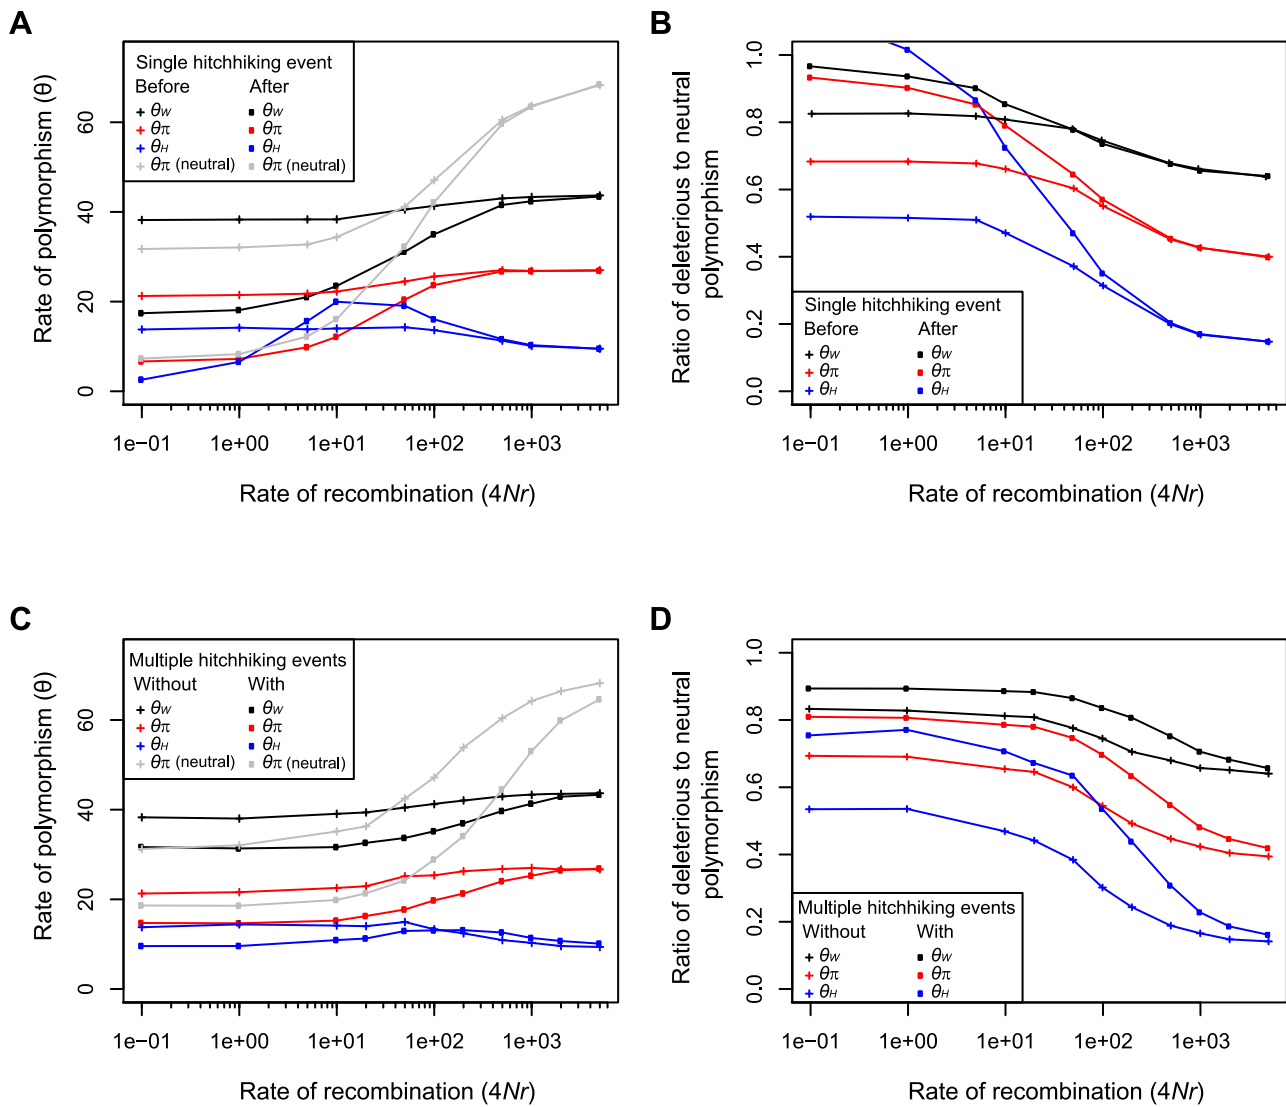 A
Rate of polymorphism (θ)
0 20 40 60
Single hitchhiking event
Before After
θW θW
θπ θπ
θH θH
θπ (neutral) θπ (neutral)
1e−01 1e+00 1e+01 1e+02 1e+03
Rate of recombination (4Nr)
B
Ratio of deleterious to neutral
polymorphism
0.0 0.2 0.4 0.6 0.8 1.0
Single hitchhiking event
Before After
θW θW
θπ θπ
θH θH
1e−01 1e+00 1e+01 1e+02 1e+03
Rate of recombination (4Nr)
C
Rate of polymorphism (θ)
0 20 40 60
Multiple hitchhiking events
Without With
θW θW
θπ θπ
θH θH
θπ (neutral) θπ (neutral)
1e−01 1e+00 1e+01 1e+02 1e+03
Rate of recombination (4Nr)
D
Ratio of deleterious to neutral
polymorphism
0.0 0.2 0.4 0.6 0.8 1.0
Multiple hitchhiking events
Without With
θW θW
θπ θπ
θH θH
1e−01 1e+00 1e+01 1e+02 1e+03
Rate of recombination (4Nr)